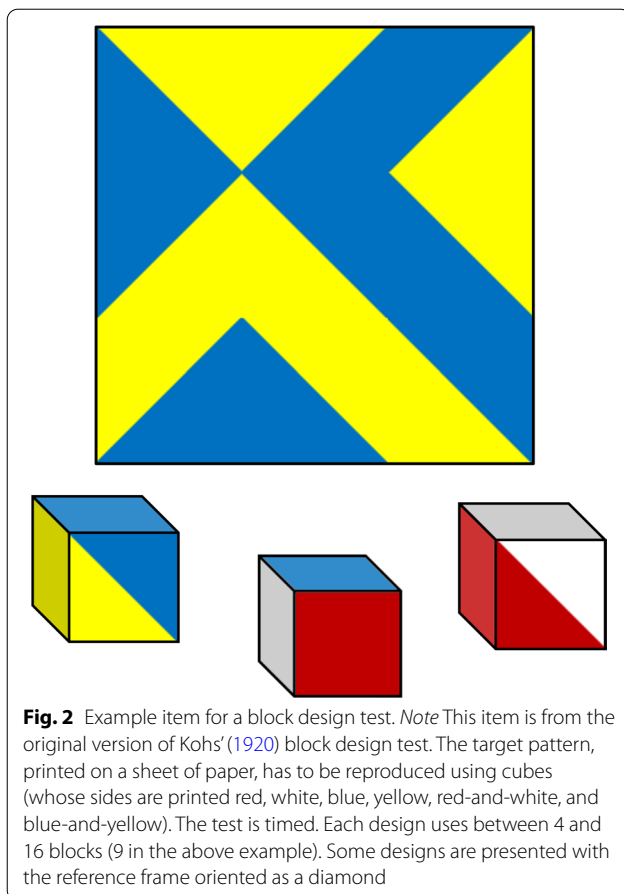 Fig. 2 Example item for a block design test. Note This item is from the
original version of Kohs’ (1920) block design test. The target pattern,
printed on a sheet of paper, has to be reproduced using cubes
(whose sides are printed red, white, blue, yellow, red-and-white, and
blue-and-yellow). The test is timed. Each design uses between 4 and
16 blocks (9 in the above example). Some designs are presented with
the reference frame oriented as a diamond